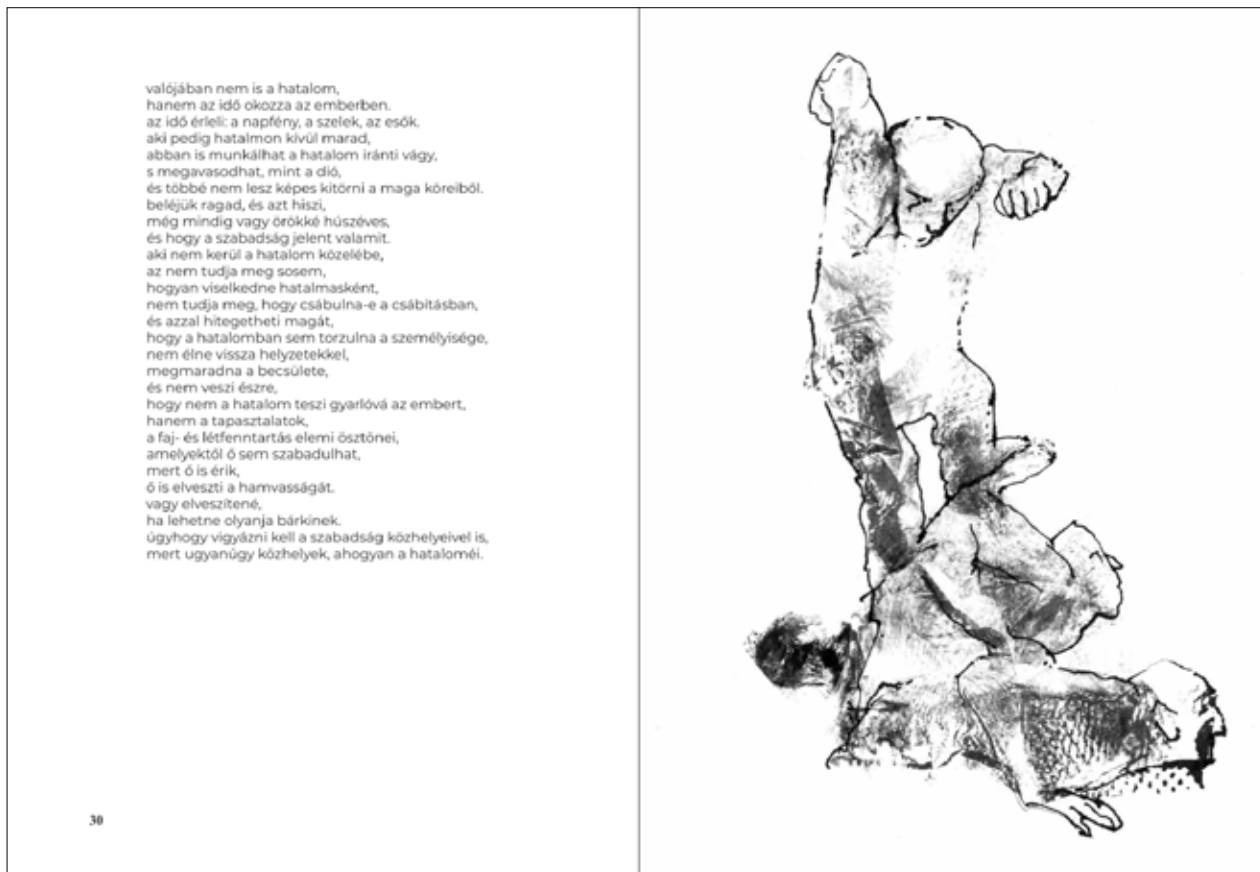 valójában nem is a hatalom,
hanem az idő okozza az emberben.
az idő érleli: a napfény, a szelek, az esők.
aki pedig hatalmon kívül marad,
abban is munkálhat a hatalom iránti vágy,
s megavasodhat, mint a dió,
és többé nem lesz képes kitörni a maga köreiből.
beléjük ragad, és azt hiszi,
még mindig vagy örökké húszéves,
és hogy a szabadság jelent valamit.
aki nem kerül a hatalom közelébe,
az nem tudja meg sosem,
hogyan viselkedne hatalmasként,
nem tudja meg, hogy csábulna-e a csábításban,
és azzal hitegetheti magát,
hogy a hatalomban sem torzulna a személyisége,
nem élne vissza helyzetekkel,
megmaradna a becsülete,
és nem veszi észre,
hogy nem a hatalom teszi gyarlóvá az embert,
hanem a tapasztalatok,
a faj- és létfenntartás elemi ösztönei,
amelyektől ő sem szabadulhat,
mert ő is érik,
ő is elveszti a hamvasságát.
vagy elveszítené,
ha lehetne olyanja bárkinek.
úgyhogy vigyázni kell a szabadság közhelyeivel is,
mert ugyanúgy közhelyek, ahogyan a hataloméi.
30